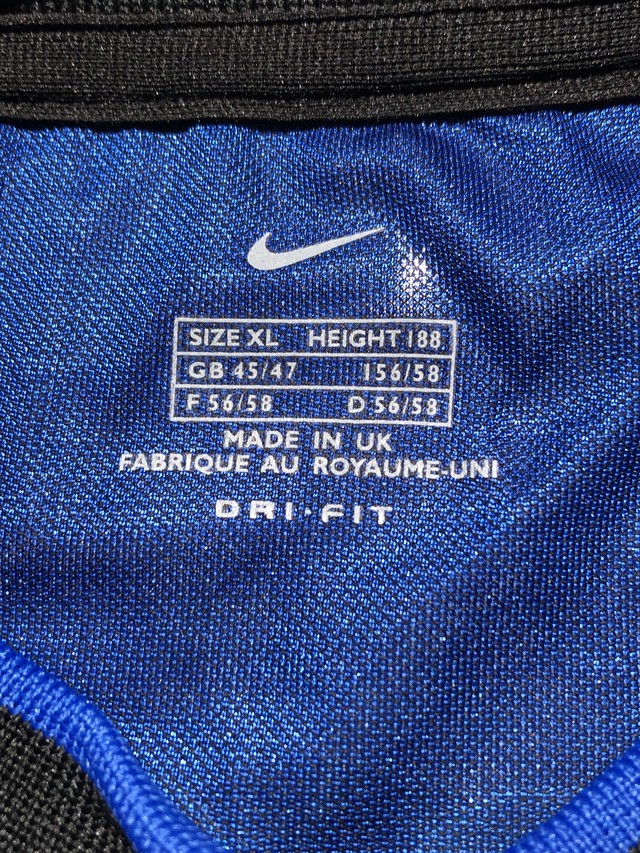 SIZE XL HEIGHT 188
GB 45/47 I 56/58
F 56/58 D 56/58
MADE IN UK
FABRIQUE AU ROYAUME-UNI
DRI·FIT